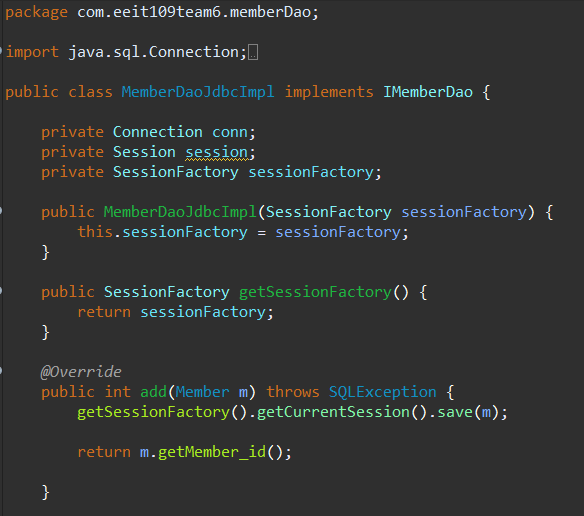 package com.eeit109team6.memberDao;
import java.sql.Connection;
public class MemberDaoJdbcImpl implements IMemberDao {
private Connection conn;
private Session session;
private SessionFactory sessionFactory;
public MemberDaoJdbcImpl(SessionFactory sessionFactory) {
this.sessionFactory = sessionFactory;
}
public SessionFactory getSessionFactory() {
return sessionFactory;
}
@Override
public int add(Member m) throws SQLException {
getSessionFactory().getCurrentSession().save(m);
return m.getMember_id();
}